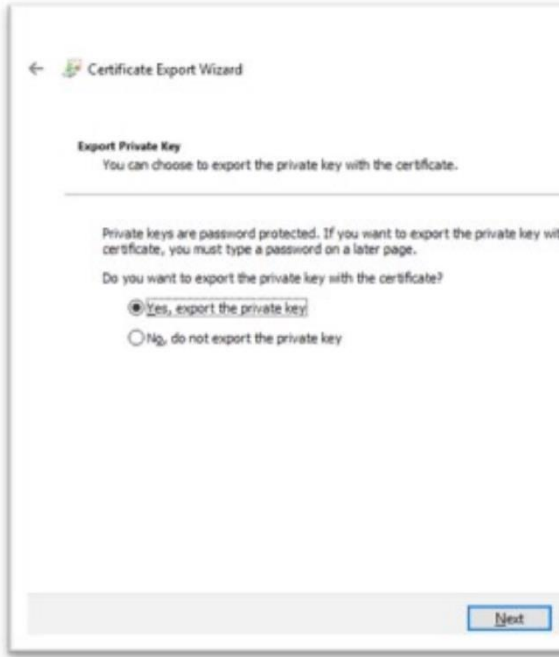 Certificate Export Wizard
Export Private Key
You can choose to export the private key with the certificate.
Private keys are password protected. If you want to export the private key wit
certificate, you must type a password on a later page.
Do you want to export the private key with the certificate?
Yes, export the private key
No, do not export the private key
Next